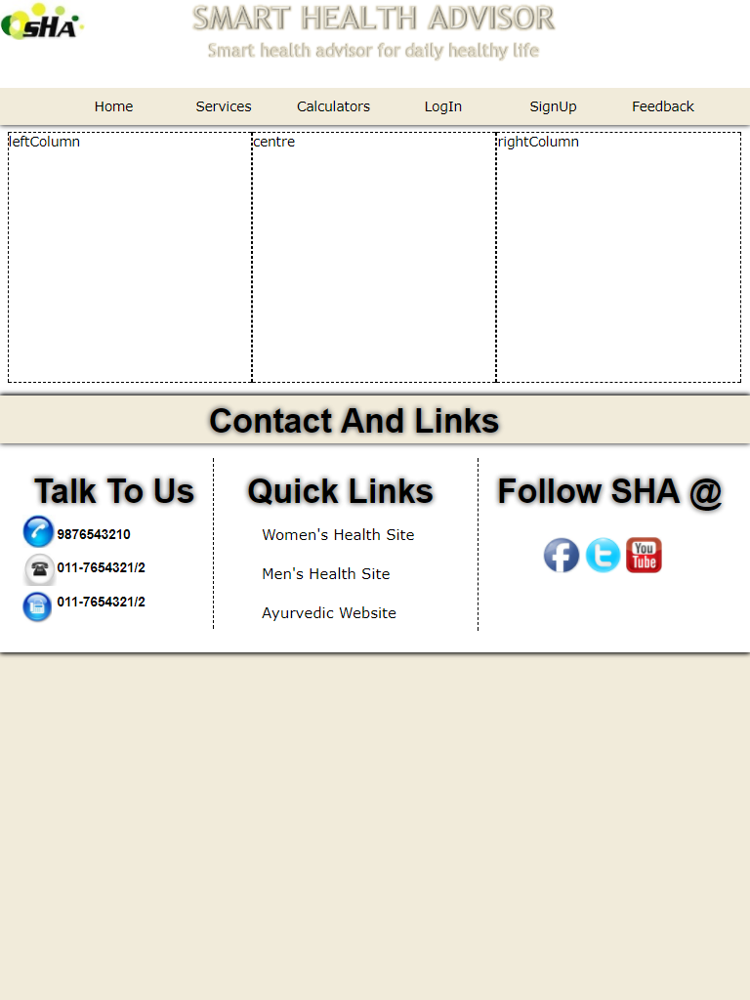 SHA
SMART HEALTH ADVISOR
Smart health advisor for daily healthy life
Home Services Calculators LogIn SignUp Feedback
leftColumn centre rightColumn
Contact And Links
Talk To Us
9876543210
011-7654321/2
011-7654321/2
Quick Links
Women's Health Site
Men's Health Site
Ayurvedic Website
Follow SHA @
f t You Tube